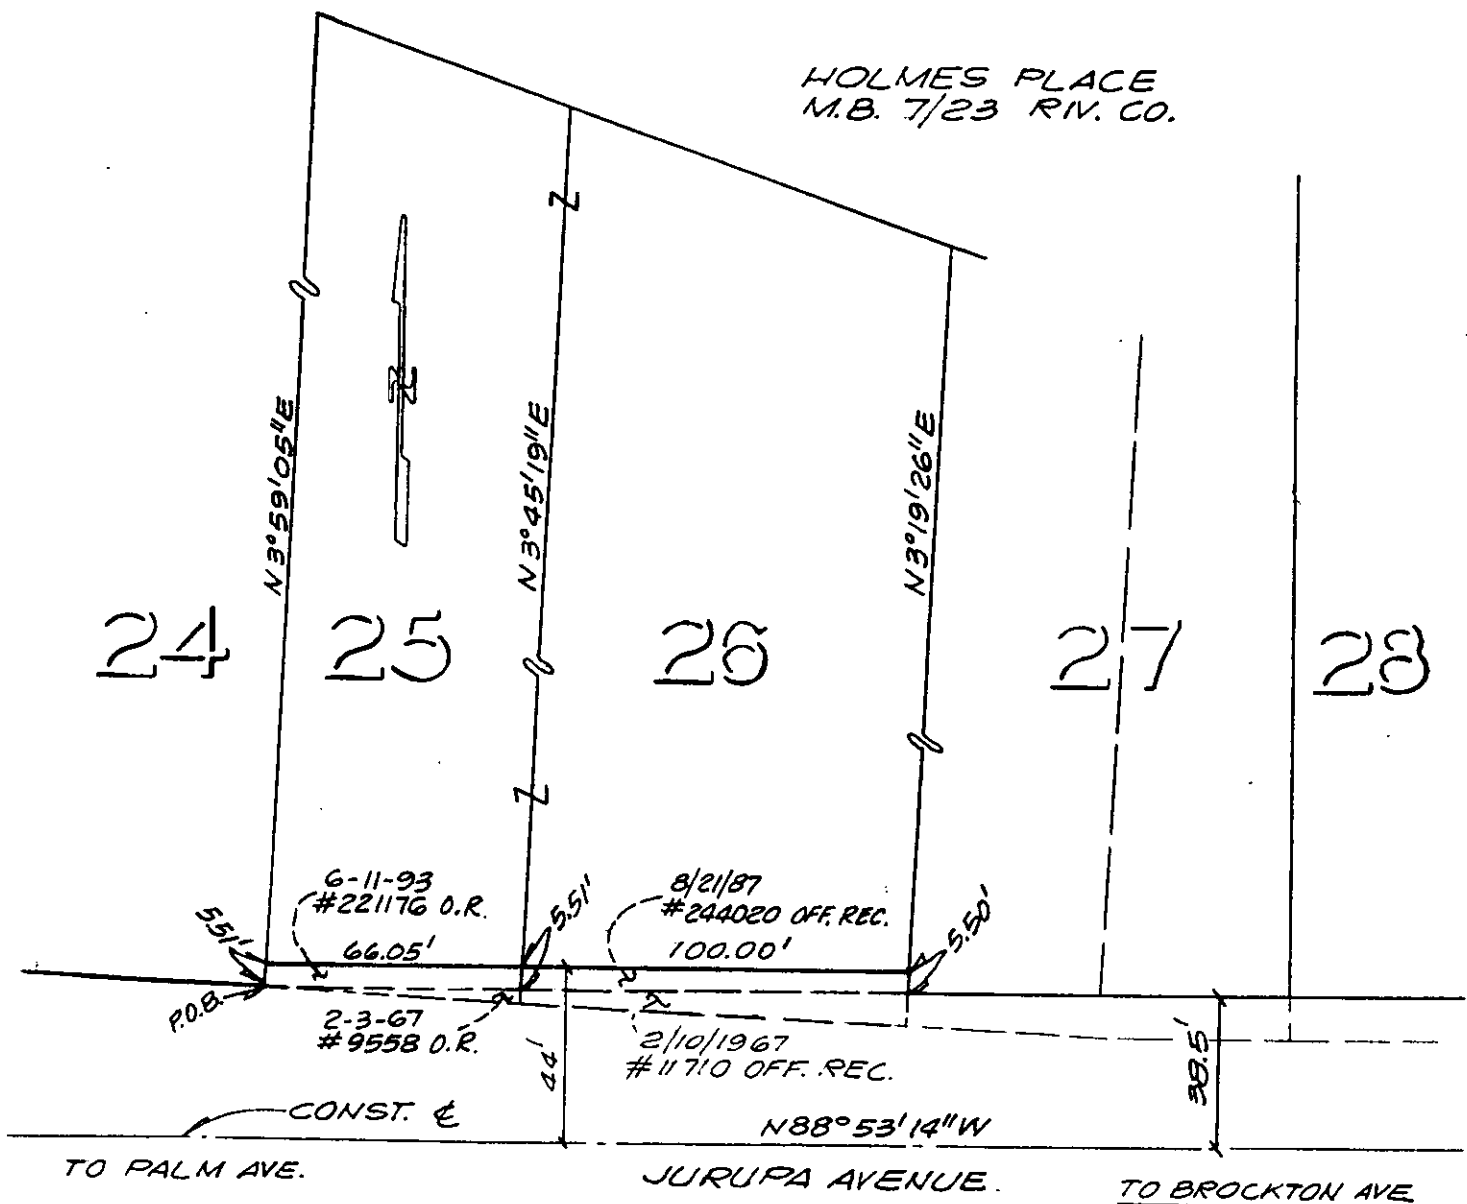 HOLMES PLACE
M.B. 7/23 RIV. CO.
N
N3°59'05"E
N3°45'19"E
N3°19'26"E
24
25
26
27
28
6-11-93
#221176 O.R.
66.05'
8/21/87
#244020 OFF. REC.
100.00'
5.51'
5.51'
5.50'
P.O.B.
2-3-67
#9558 O.R.
44'
2/10/1967
#11710 OFF. REC.
38.5'
CONST. ℄
N88°53'14"W
TO PALM AVE.
JURUPA AVENUE.
TO BROCKTON AVE.